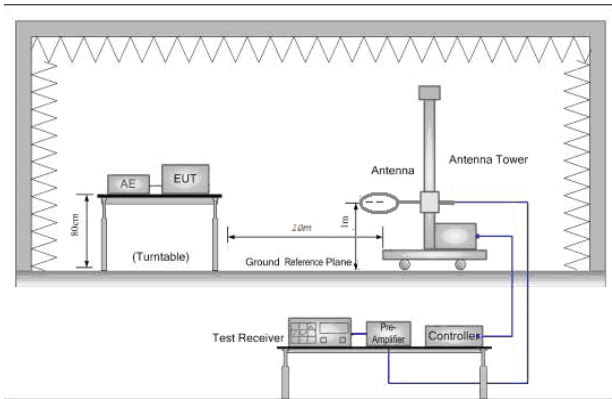 AE
EUT
80cm
(Turntable)
10m
1m
Antenna
Antenna Tower
Ground Reference Plane
Test Receiver
Pre-
Amplifier
Controller